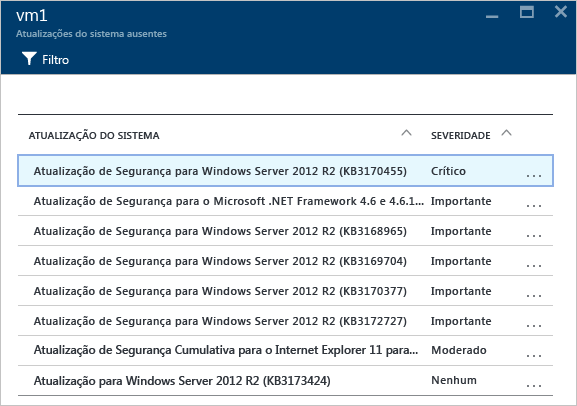 vm1
Atualizações do sistema ausentes
Filtro
ATUALIZAÇÃO DO SISTEMA SEVERIDADE
Atualização de Segurança para Windows Server 2012 R2 (KB3170455) Crítico ...
Atualização de Segurança para o Microsoft .NET Framework 4.6 e 4.6.1... Importante ...
Atualização de Segurança para Windows Server 2012 R2 (KB3168965) Importante ...
Atualização de Segurança para Windows Server 2012 R2 (KB3169704) Importante ...
Atualização de Segurança para Windows Server 2012 R2 (KB3170377) Importante ...
Atualização de Segurança para Windows Server 2012 R2 (KB3172727) Importante ...
Atualização de Segurança Cumulativa para o Internet Explorer 11 para... Moderado ...
Atualização para Windows Server 2012 R2 (KB3173424) Nenhum ...